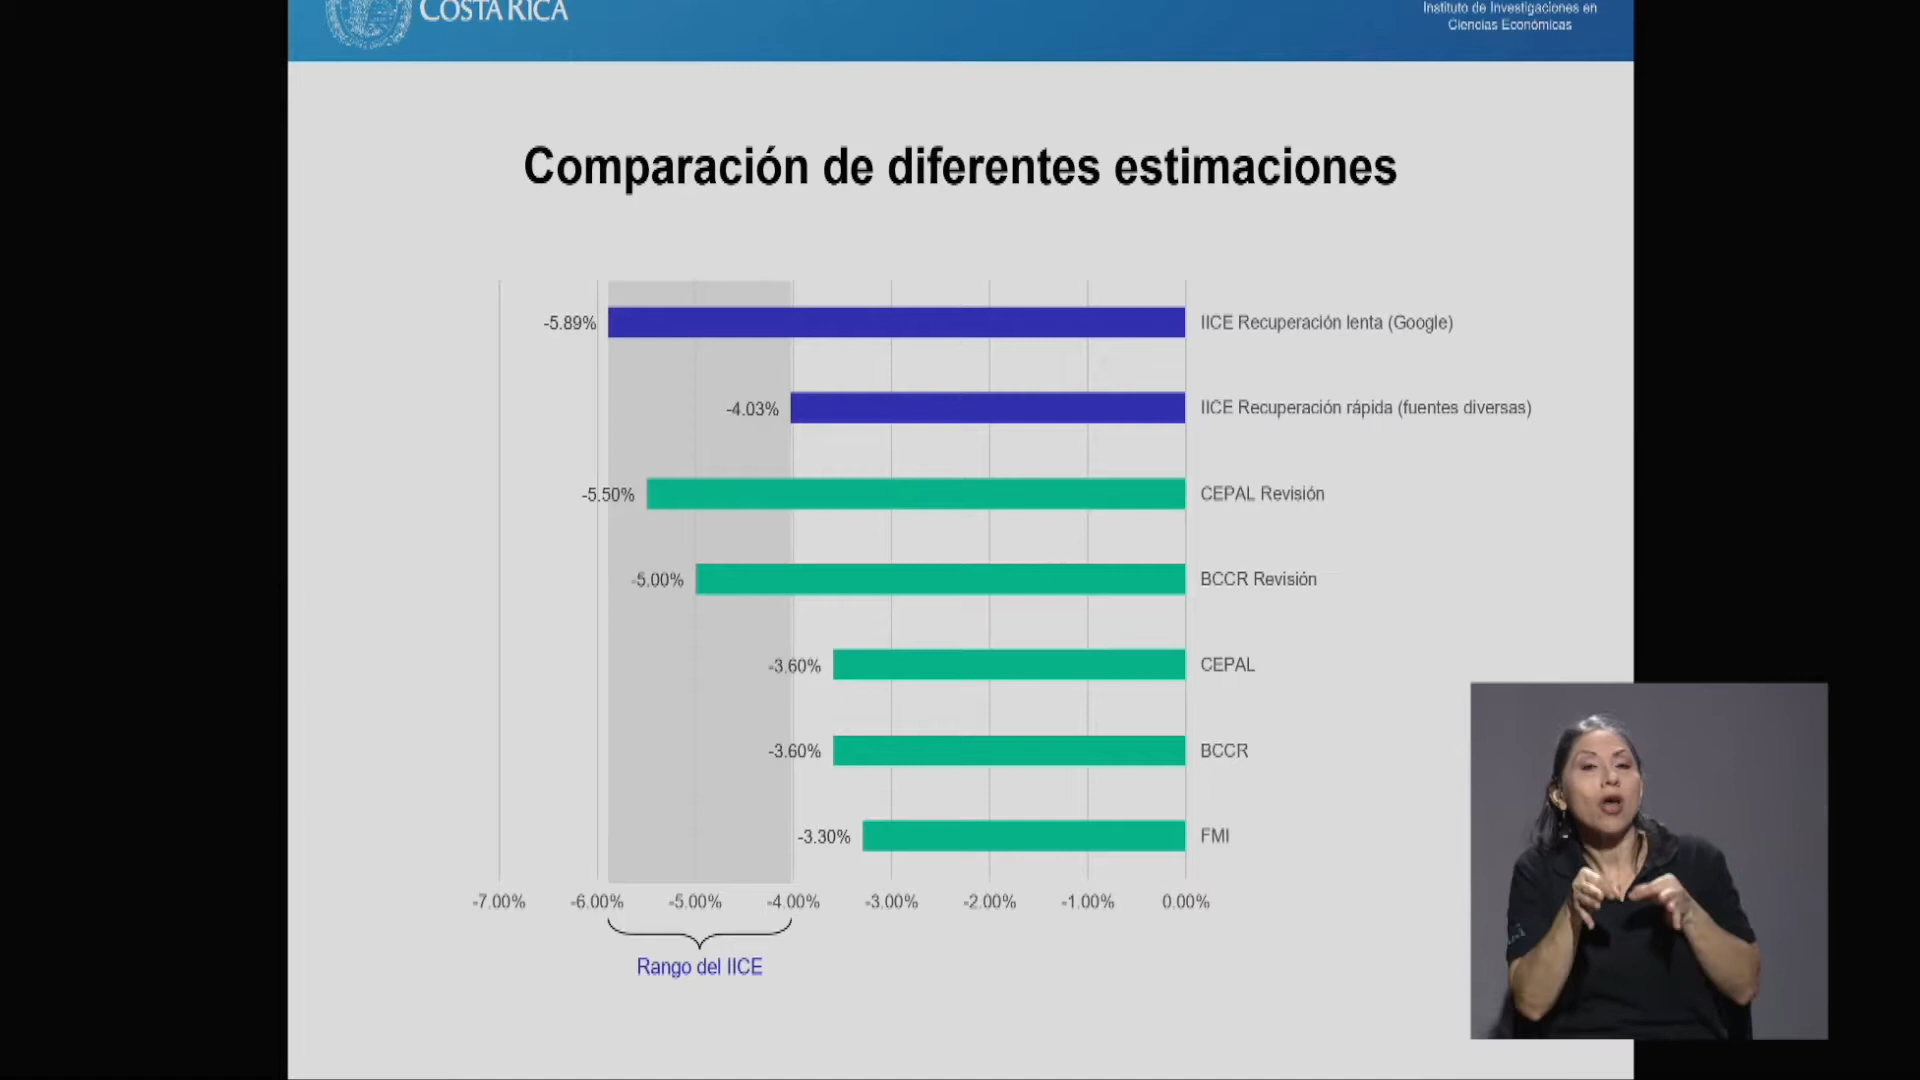 COSTA RICA
Instituto de Investigaciones en
Ciencias Económicas
Comparación de diferentes estimaciones
-5.89% IICE Recuperación lenta (Google)
-4.03% IICE Recuperación rápida (fuentes diversas)
-5.50% CEPAL Revisión
-5.00% BCCR Revisión
-3.60% CEPAL
-3.60% BCCR
-3.30% FMI
-7.00% -6.00% -5.00% -4.00% -3.00% -2.00% -1.00% 0.00%
Rango del IICE